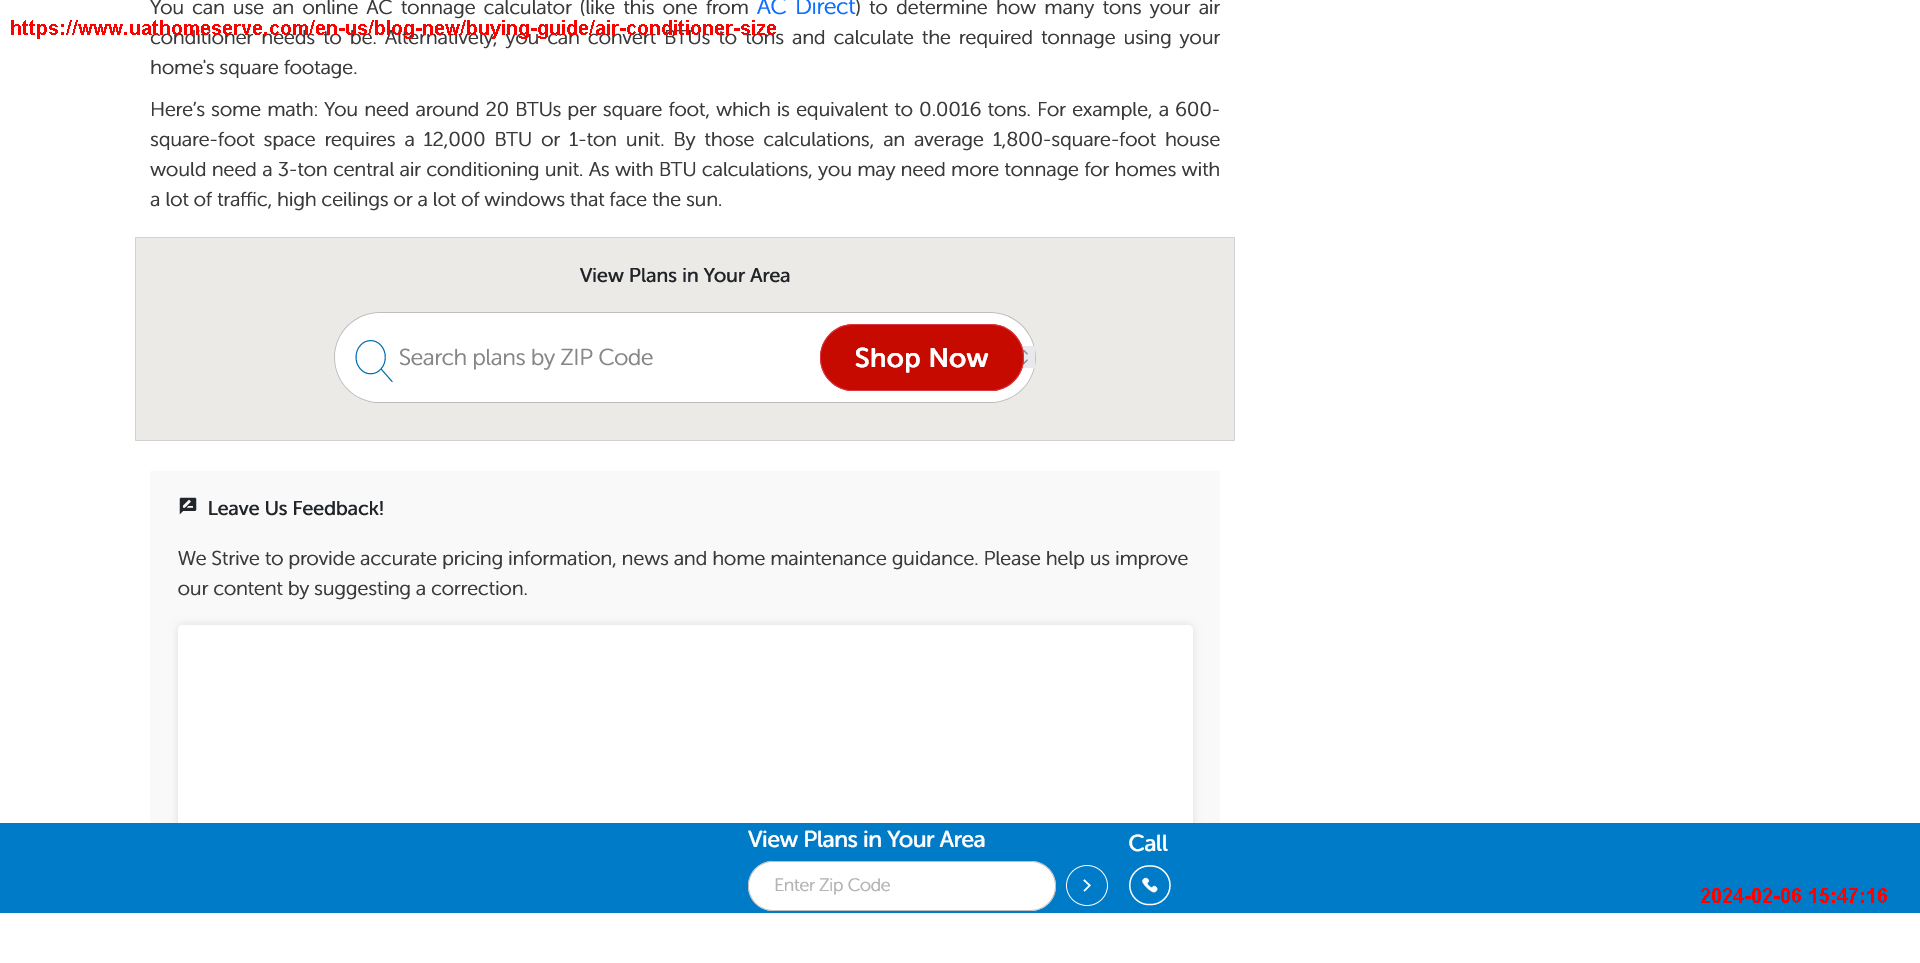 You can use an online AC tonnage calculator (like this one from AC Direct) to determine how many tons your air
https://www.uathomeserve.com/en-us/blog-new/buying-guide/air-conditioner-size
conditioner needs to be. Alternatively, you can convert BTUs to tons and calculate the required tonnage using your
home's square footage.
Here’s some math: You need around 20 BTUs per square foot, which is equivalent to 0.0016 tons. For example, a 600-
square-foot space requires a 12,000 BTU or 1-ton unit. By those calculations, an average 1,800-square-foot house
would need a 3-ton central air conditioning unit. As with BTU calculations, you may need more tonnage for homes with
a lot of traffic, high ceilings or a lot of windows that face the sun.
View Plans in Your Area
Search plans by ZIP Code
Shop Now
Leave Us Feedback!
We Strive to provide accurate pricing information, news and home maintenance guidance. Please help us improve
our content by suggesting a correction.
View Plans in Your Area
Call
Enter Zip Code
2024-02-06 15:47:16